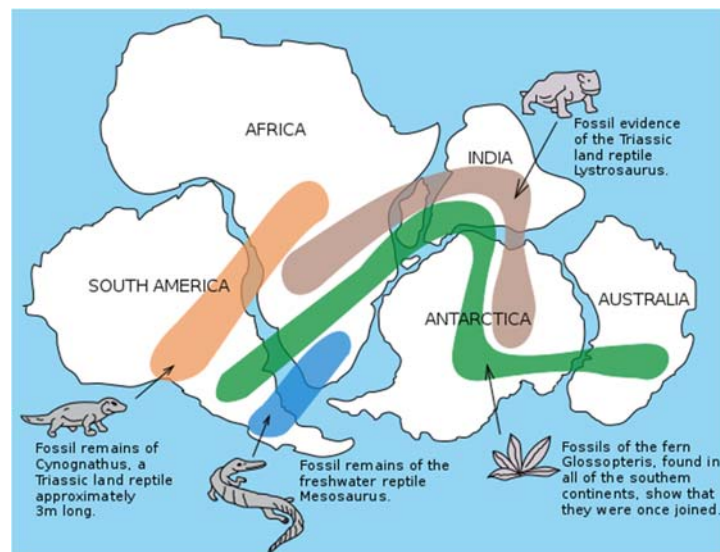 AFRICA
INDIA
Fossil evidence
of the Triassic
land reptile
Lystrosaurus.
SOUTH AMERICA
ANTARCTICA
AUSTRALIA
Fossil remains of
Cynognathus, a
Triassic land reptile
approximately
3m long.
Fossil remains of the
freshwater reptile
Mesosaurus.
Fossils of the fern
Glossopteris, found in
all of the southern
continents, show that
they were once joined.